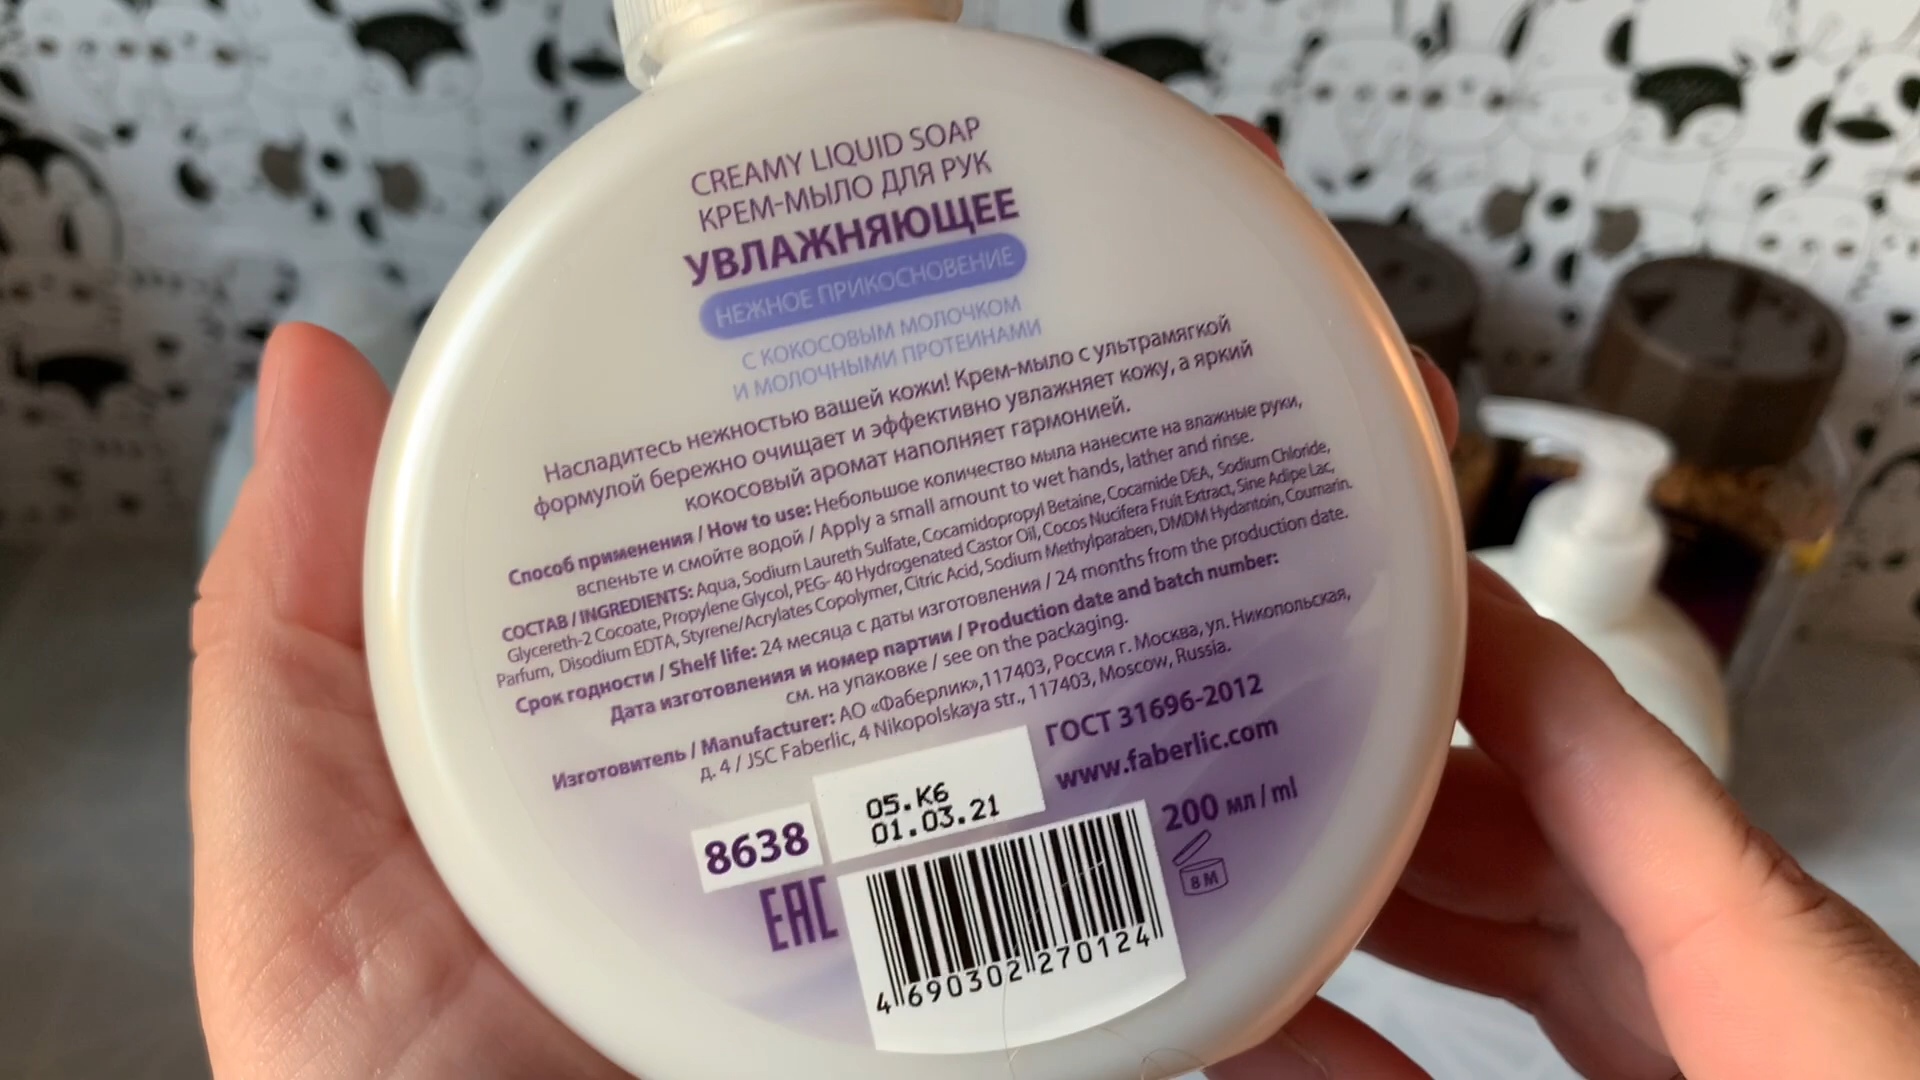 CREAMY LIQUID SOAP
КРЕМ-МЫЛО ДЛЯ РУК
УВЛАЖНЯЮЩЕЕ
НЕЖНОЕ ПРИКОСНОВЕНИЕ
С КОКОСОВЫМ МОЛОЧКОМ
И МОЛОЧНЫМИ ПРОТЕИНАМИ
Насладитесь нежностью вашей кожи! Крем-мыло с ультрамягкой
формулой бережно очищает и эффективно увлажняет кожу, а яркий
кокосовый аромат наполняет гармонией.
Способ применения / How to use: Небольшое количество мыла нанесите на влажные руки,
вспеньте и смойте водой / Apply a small amount to wet hands, lather and rinse.
СОСТАВ / INGREDIENTS: Aqua, Sodium Laureth Sulfate, Cocamidopropyl Betaine, Cocamide DEA, Sodium Chloride,
Glycereth-2 Cocoate, Propylene Glycol, PEG- 40 Hydrogenated Castor Oil, Cocos Nucifera Fruit Extract, Sine Adipe Lac,
Parfum, Disodium EDTA, Styrene/Acrylates Copolymer, Citric Acid, Sodium Methylparaben, DMDM Hydantoin, Coumarin.
Срок годности / Shelf life: 24 месяца с даты изготовления / 24 months from the production date.
Дата изготовления и номер партии / Production date and batch number:
см. на упаковке / see on the packaging.
Изготовитель / Manufacturer: АО «Фаберлик»,117403, Россия г. Москва, ул. Никопольская,
д. 4 / JSC Faberlic, 4 Nikopolskaya str., 117403, Moscow, Russia.
ГОСТ 31696-2012
www.faberlic.com
05.К6
01.03.21
8638
200 мл / ml
EAC
8 M
4 690302 270124